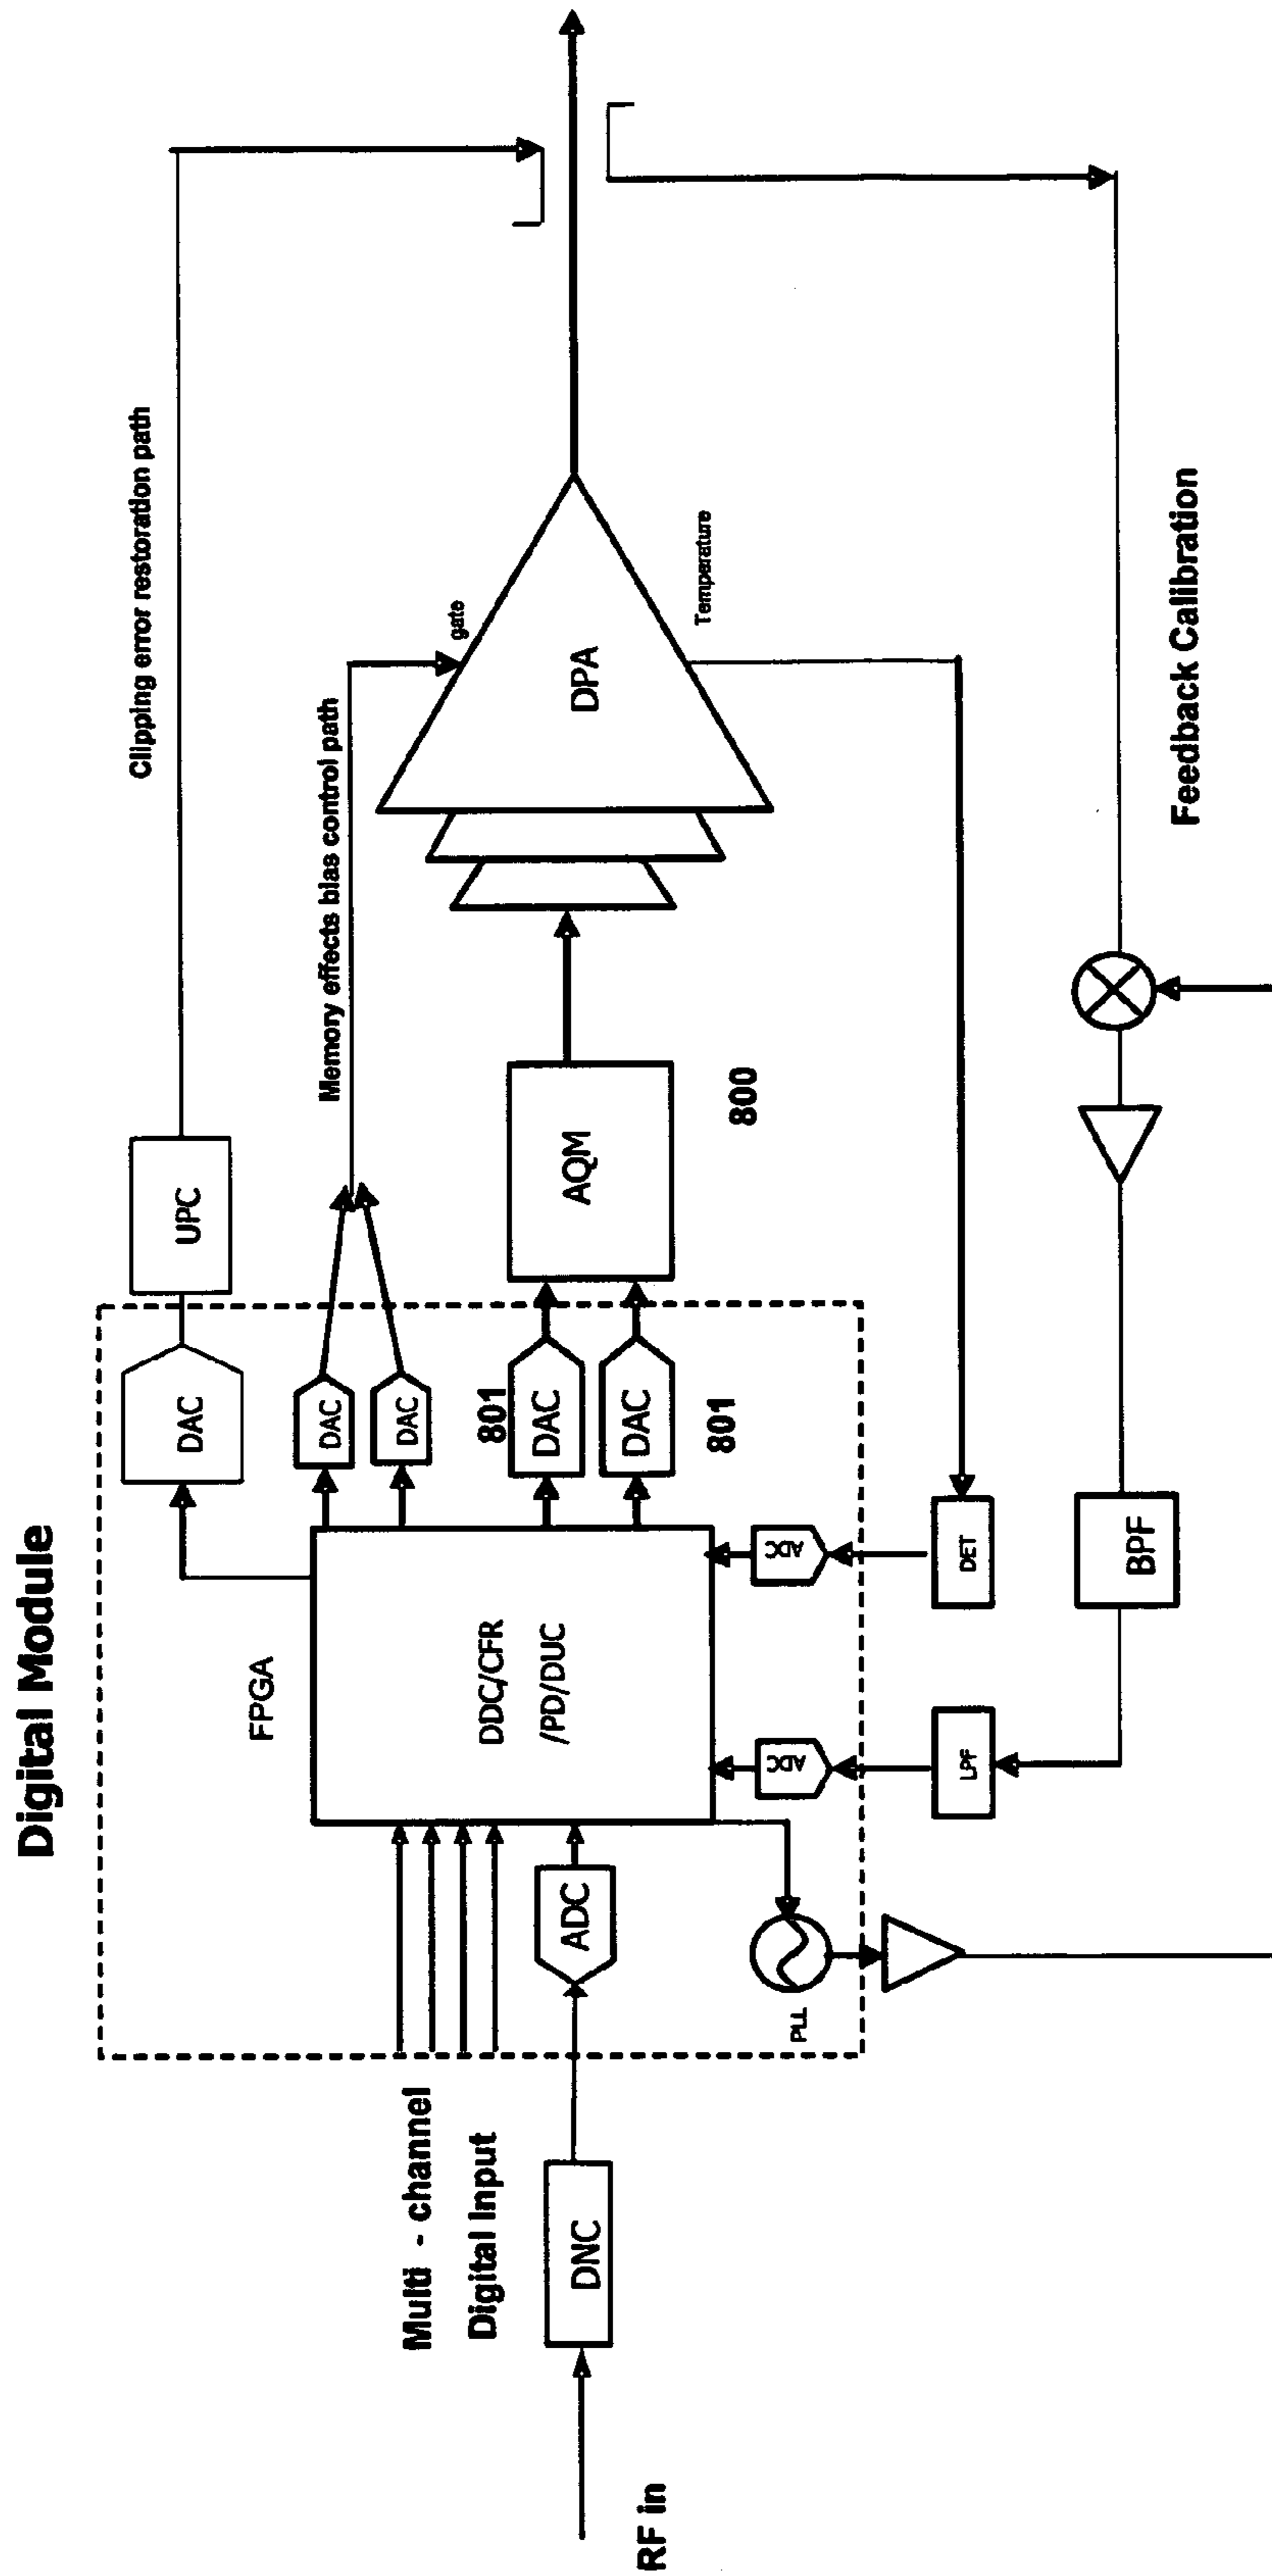 Digital Module
Clipping error restoration path
UPC
DAC
Memory effects bias control path
gate
FPGA
DAC
DAC
801
DAC
DAC
801
AQM
800
DPA
Temperature
DDC/CFR
/PD/DUC
Multi - channel
Digital Input
ADC
DNC
RF in
PLL
ADC
ADC
LPF
DET
BPF
Feedback Calibration